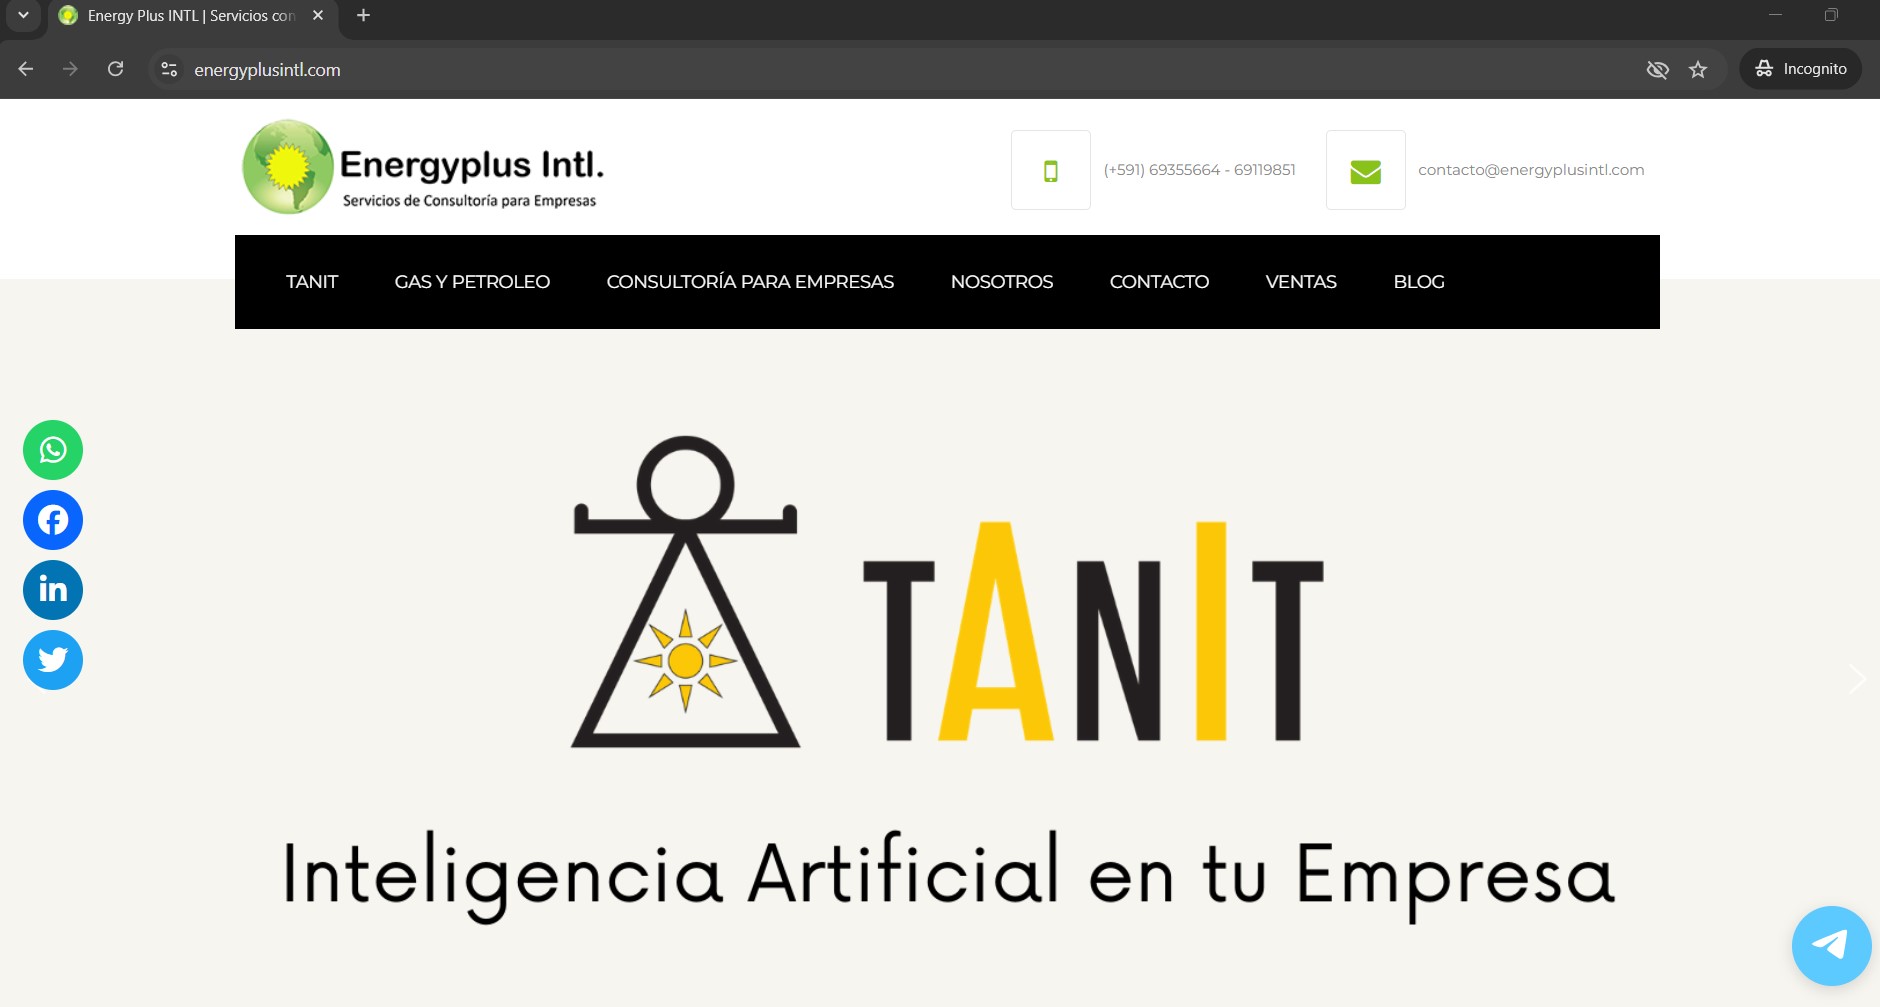 Energy Plus INTL | Servicios con
energyplusintl.com
Incognito
Energyplus Intl.
Servicios de Consultoría para Empresas
(+591) 69355664 - 69119851
contacto@energyplusintl.com
TANIT
GAS Y PETROLEO
CONSULTORÍA PARA EMPRESAS
NOSOTROS
CONTACTO
VENTAS
BLOG
TANIT
Inteligencia Artificial en tu Empresa